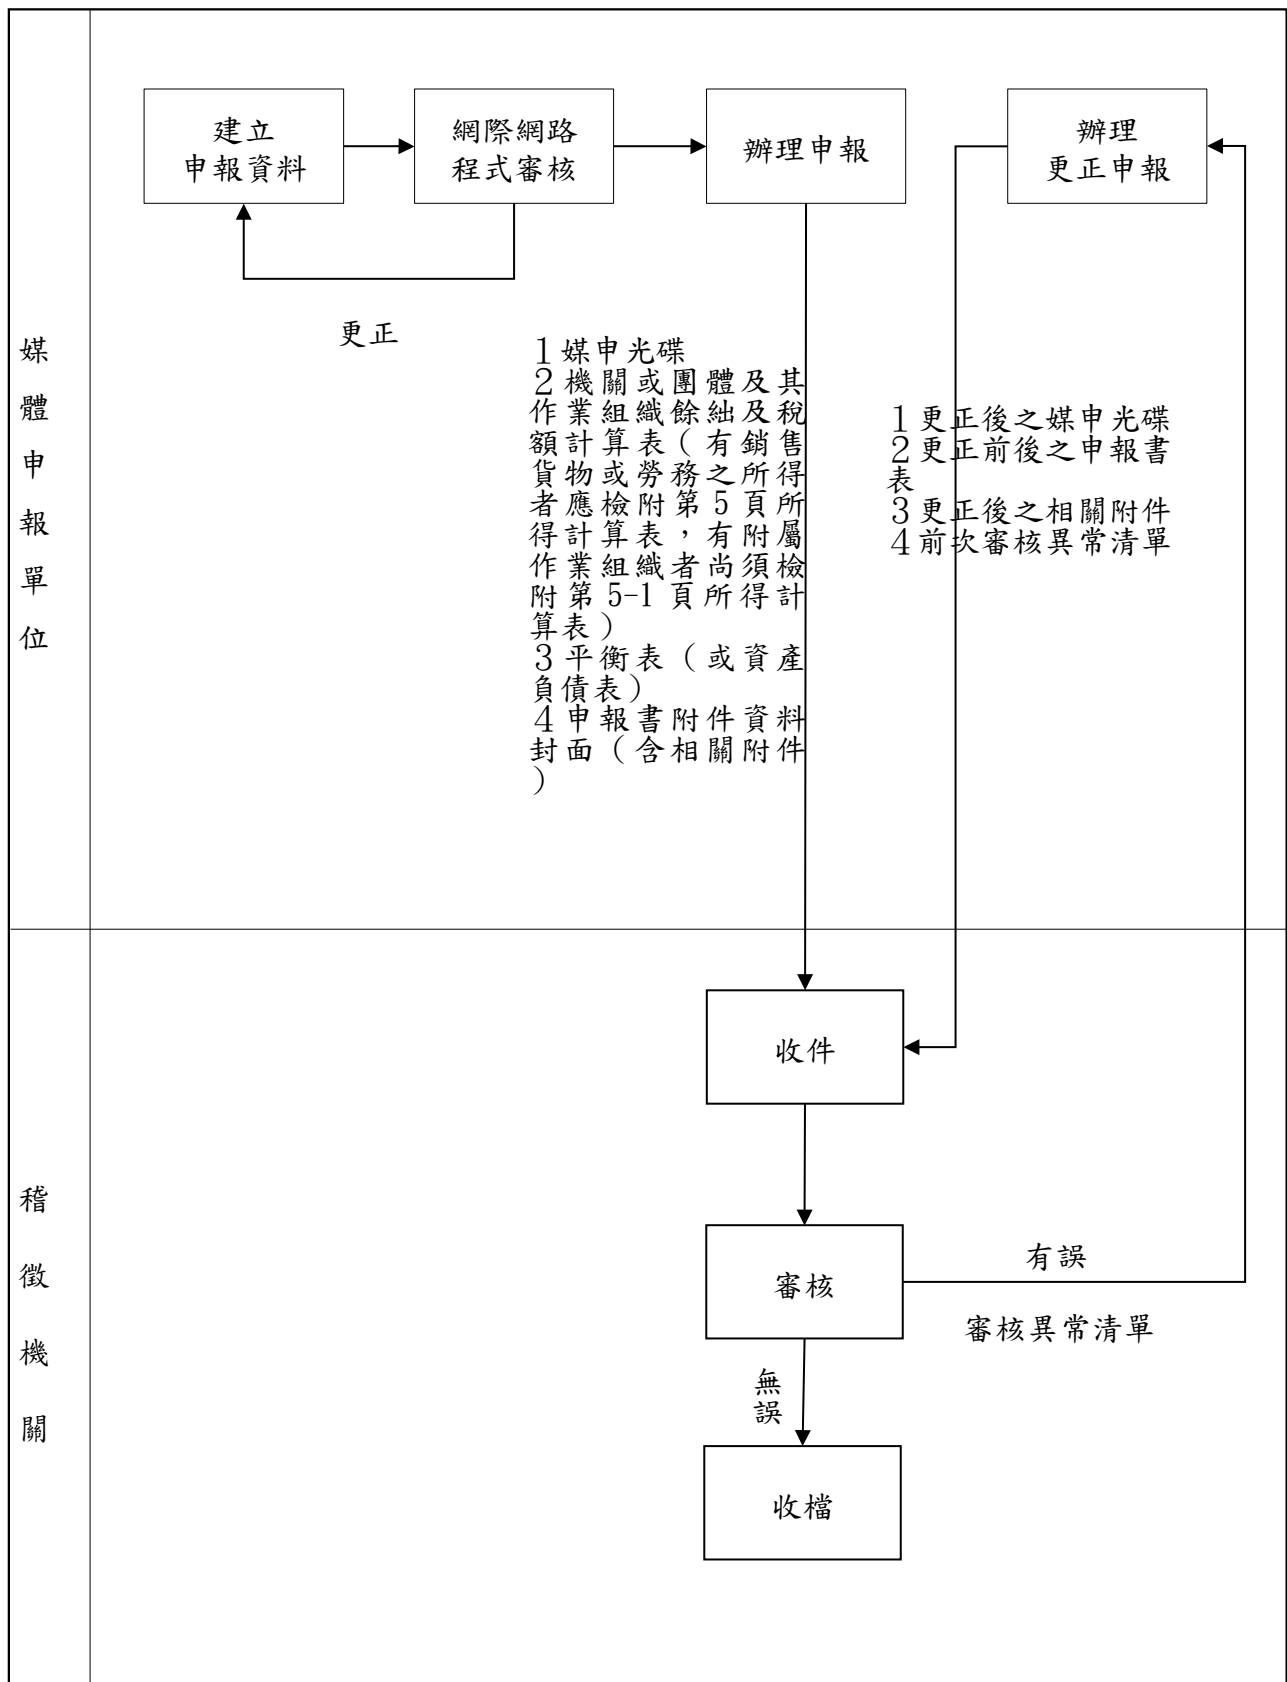 建立
申報資料
網際網路
程式審核
辦理申報
辦理
更正申報
更正
媒
體
申
報
單
位
1媒申光碟
2機關或團體及其
作業組織餘絀及稅
額計算表（有銷售
貨物或勞務之所得
者應檢附第5頁所
得計算表，有附屬
作業組織者尚須檢
附第5-1頁所得計
算表）
3平衡表（或資產
負債表）
4申報書附件資料
封面（含相關附件
）
1更正後之媒申光碟
2更正前後之申報書
表
3更正後之相關附件
4前次審核異常清單
收件
稽
徵
機
關
審核
有誤
審核異常清單
無
誤
收檔